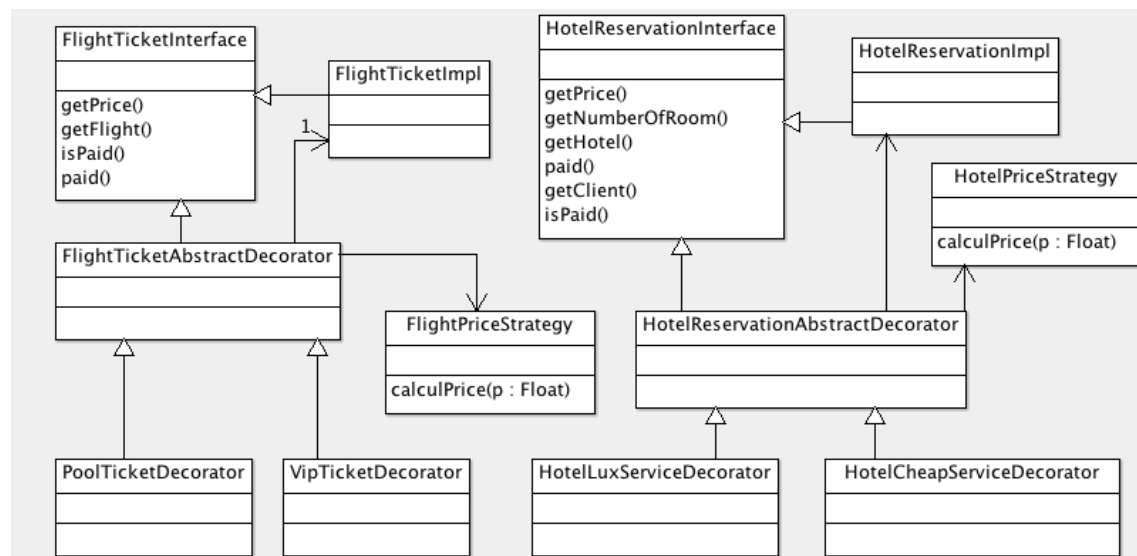 FlightTicketInterface
getPrice()
getFlight()
isPaid()
paid()
FlightTicketImpl
1
FlightTicketAbstractDecorator
FlightPriceStrategy
calculPrice(p : Float)
PoolTicketDecorator
VipTicketDecorator
HotelReservationInterface
getPrice()
getNumberOfRoom()
getHotel()
paid()
getClient()
isPaid()
HotelReservationImpl
HotelPriceStrategy
calculPrice(p : Float)
HotelReservationAbstractDecorator
HotelLuxServiceDecorator
HotelCheapServiceDecorator